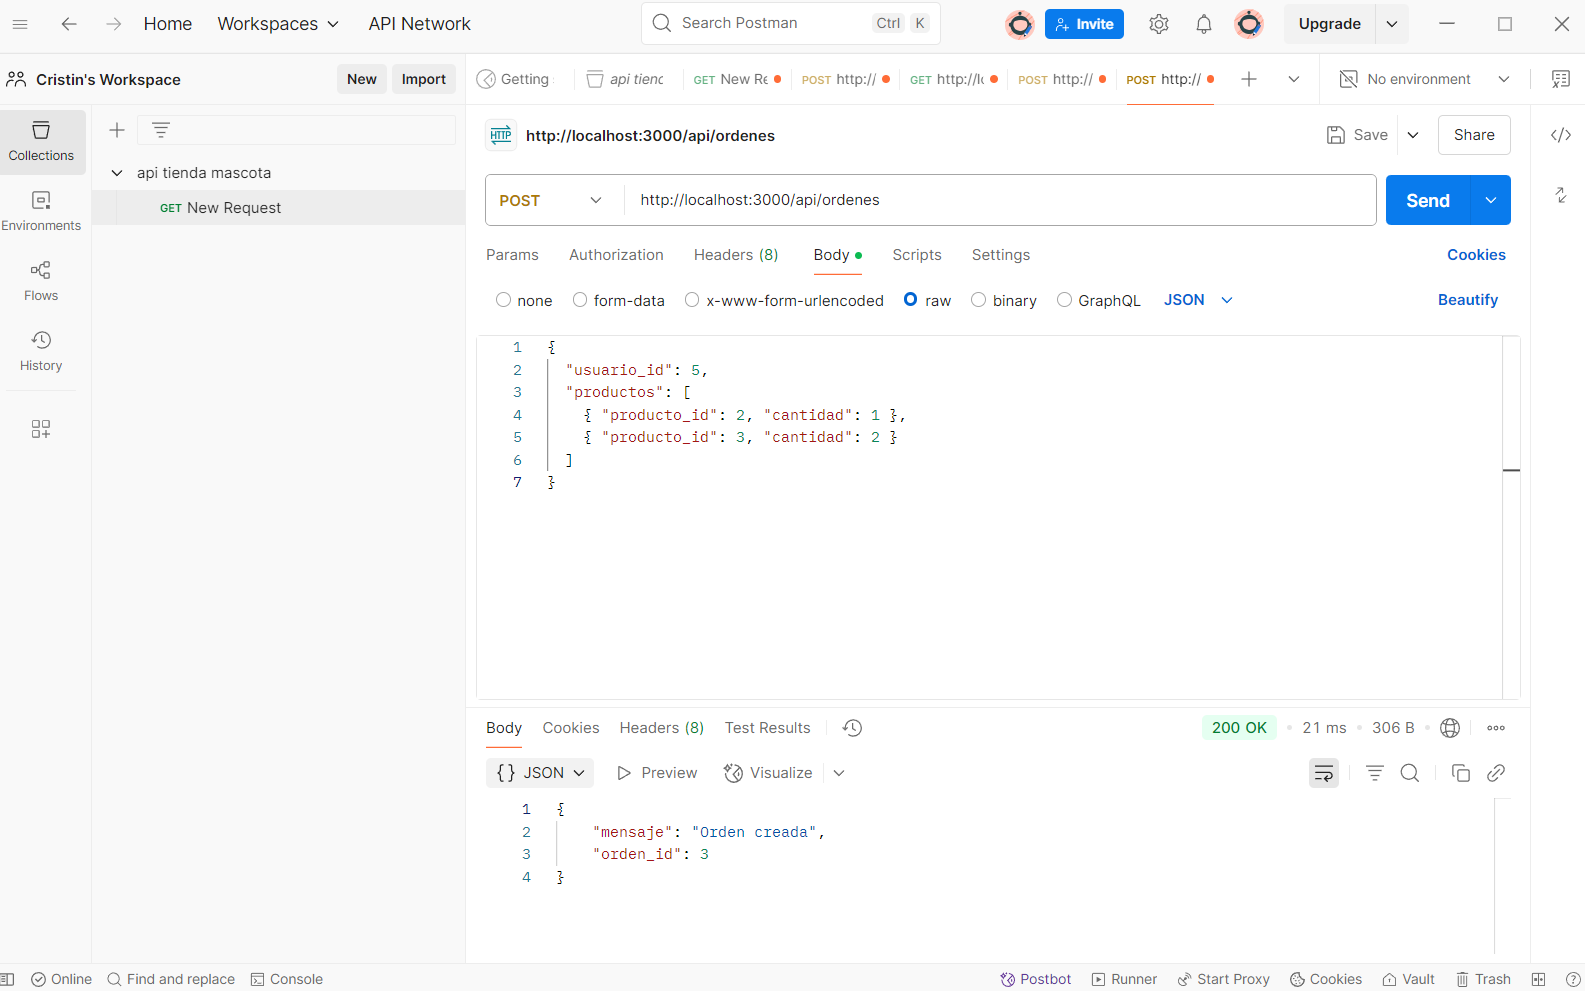 Home Workspaces API Network Search Postman Ctrl K Invite Upgrade
Cristin's Workspace New Import Getting api tienc GET New Re POST http:// GET http://lo POST http:// POST http:// No environment
Collections
Environments
Flows
History
api tienda mascota
GET New Request
HTTP http://localhost:3000/api/ordenes Save Share
POST http://localhost:3000/api/ordenes Send
Params Authorization Headers (8) Body Scripts Settings Cookies
none form-data x-www-form-urlencoded raw binary GraphQL JSON Beautify
1 {
2 "usuario_id": 5,
3 "productos": [
4 { "producto_id": 2, "cantidad": 1 },
5 { "producto_id": 3, "cantidad": 2 }
6 ]
7 }
Body Cookies Headers (8) Test Results 200 OK • 21 ms • 306 B •
{} JSON Preview Visualize
1 {
2 "mensaje": "Orden creada",
3 "orden_id": 3
4 }
Online Find and replace Console Postbot Runner Start Proxy Cookies Vault Trash